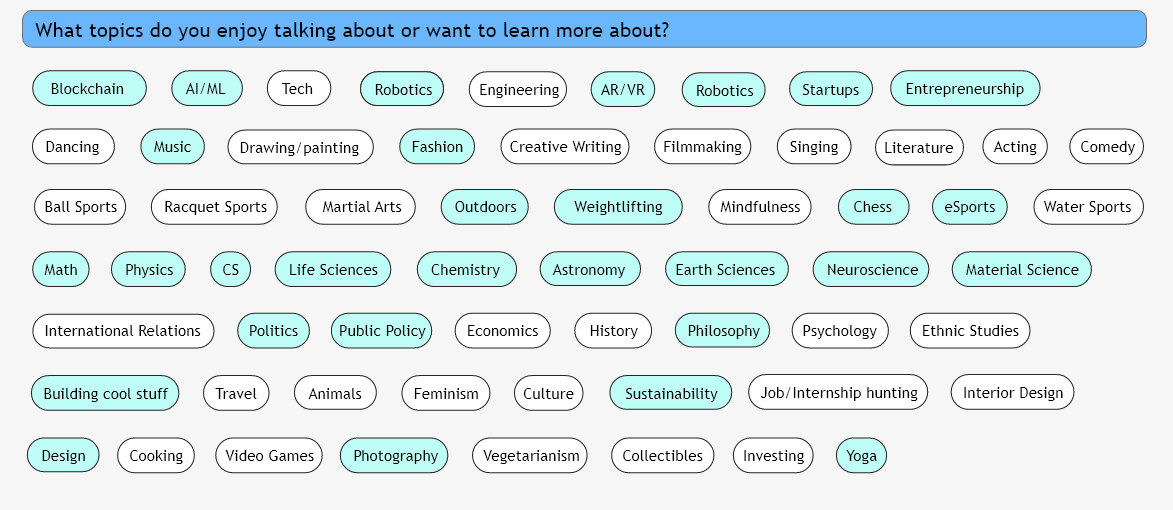 What topics do you enjoy talking about or want to learn more about?
Blockchain AI/ML Tech Robotics Engineering AR/VR Robotics Startups Entrepreneurship
Dancing Music Drawing/painting Fashion Creative Writing Filmmaking Singing Literature Acting Comedy
Ball Sports Racquet Sports Martial Arts Outdoors Weightlifting Mindfulness Chess eSports Water Sports
Math Physics CS Life Sciences Chemistry Astronomy Earth Sciences Neuroscience Material Science
International Relations Politics Public Policy Economics History Philosophy Psychology Ethnic Studies
Building cool stuff Travel Animals Feminism Culture Sustainability Job/Internship hunting Interior Design
Design Cooking Video Games Photography Vegetarianism Collectibles Investing Yoga